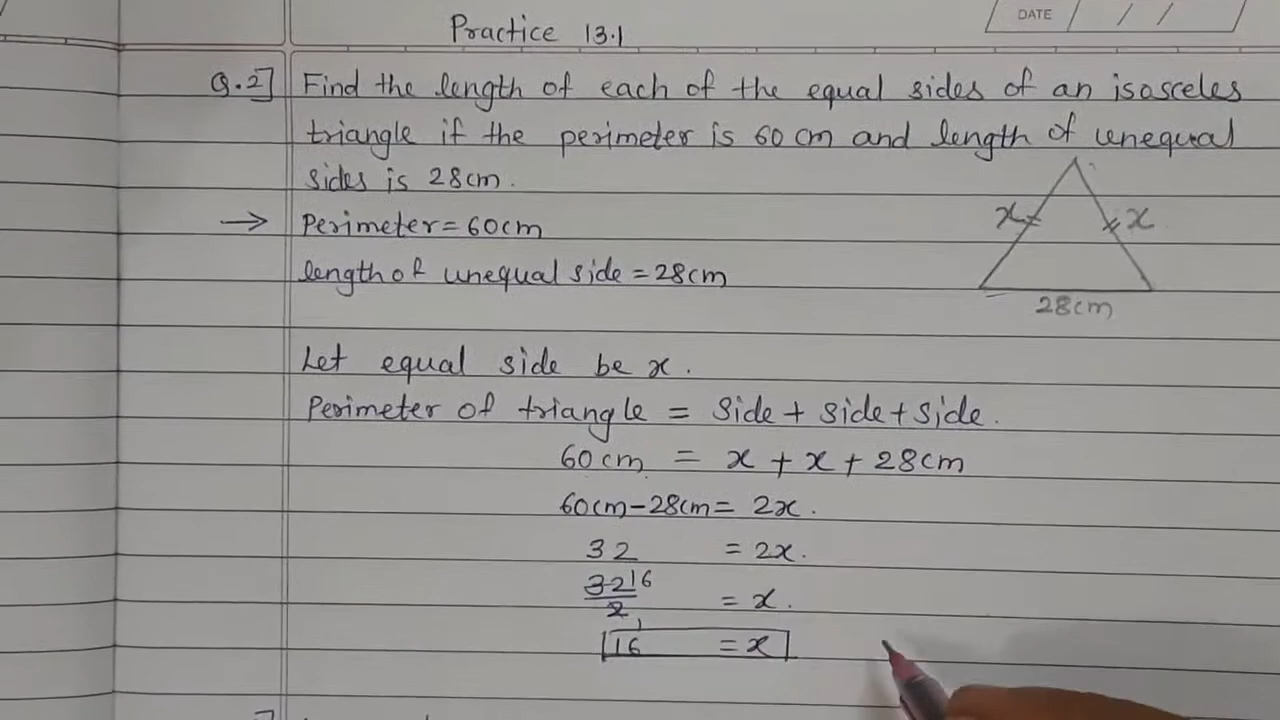 Practice 13.1
DATE / /
Q.2] Find the length of each of the equal sides of an isosceles
triangle if the perimeter is 60 cm and length of unequal
sides is 28cm.
x x
28cm
→ Perimeter = 60cm
length of unequal side = 28cm
Let equal side be x.
Perimeter of triangle = Side + side + side.
60cm = x + x + 28cm
60cm - 28cm = 2x.
32 = 2x.
32 16
2 1 = x.
16 = x